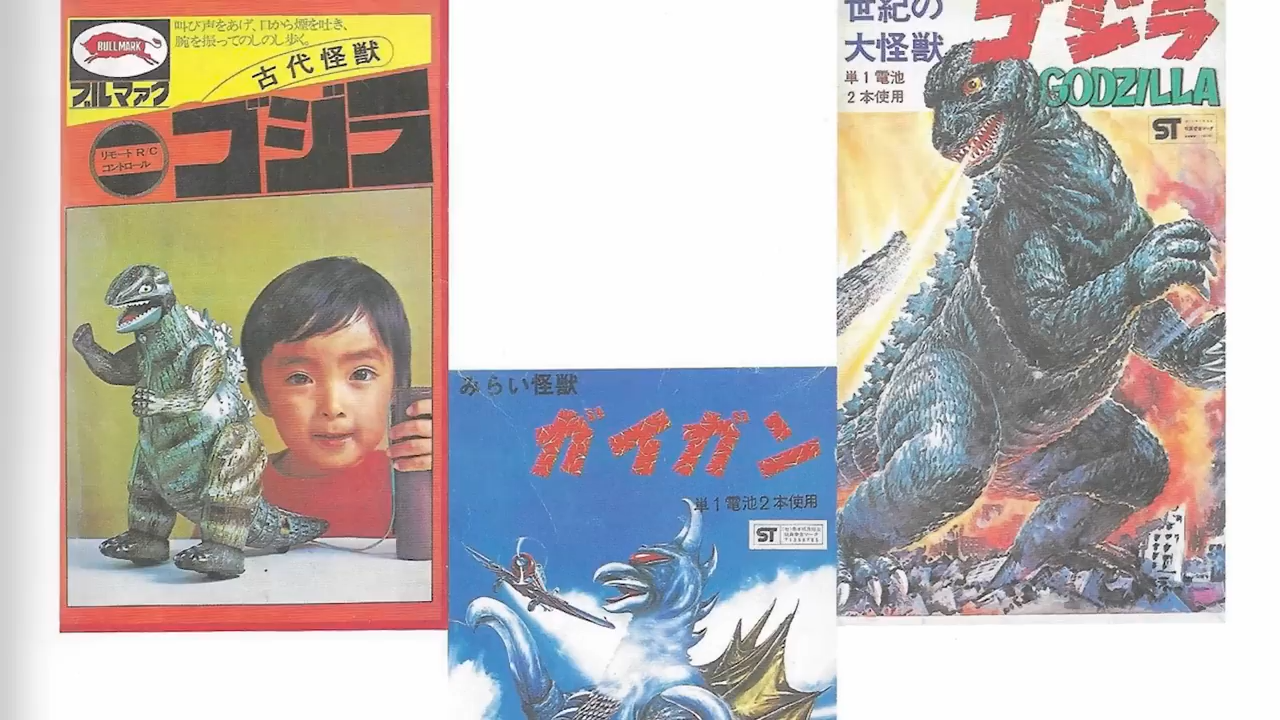 叫び声をあげ、口から煙を吐き、
腕を振ってのしのし歩く。
BULLMARK
ブルマァク
古代怪獣
ゴジラ
リモート R/C
コントロール
みらい怪獣
ガイガン
単1電池2本使用
ST
世紀の
大怪獣
ゴジラ
GODZILLA
単1電池
2本使用
ST